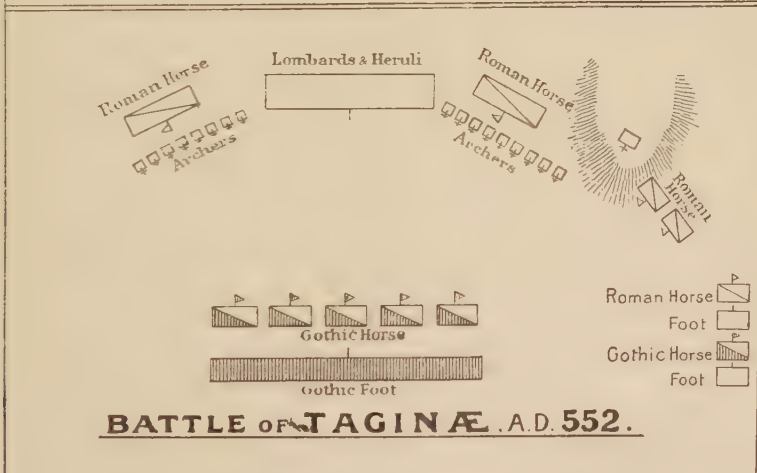 Lombards & Heruli
Roman Horse
Roman Horse
Archers
Archers
Roman
Horse
Roman Horse
Foot
Gothic Horse
Foot
Gothic Horse
Gothic Foot
BATTLE OF TAGINÆ. A.D. 552.